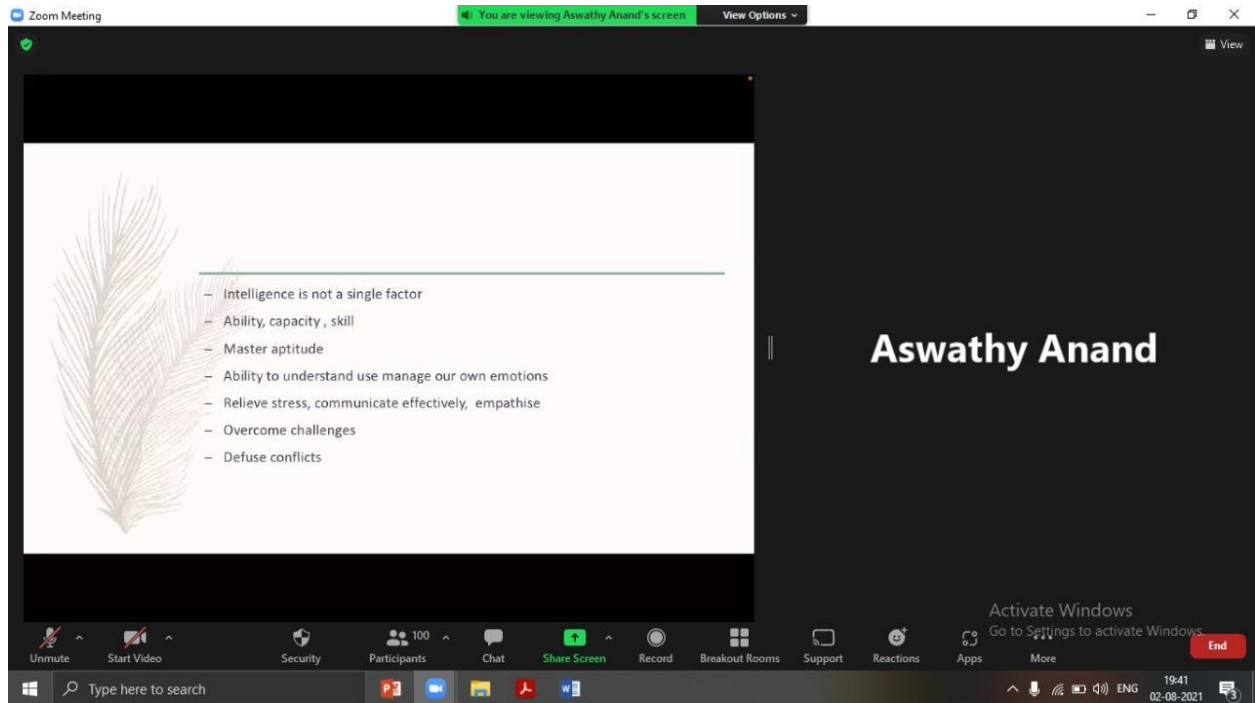 Zoom Meeting
You are viewing Aswathy Anand's screen
View Options
View
– Intelligence is not a single factor
– Ability, capacity , skill
– Master aptitude
– Ability to understand use manage our own emotions
– Relieve stress, communicate effectively, empathise
– Overcome challenges
– Defuse conflicts
Aswathy Anand
Activate Windows
Go to Settings to activate Windows.
Unmute
Start Video
Security
Participants
100
Chat
Share Screen
Record
Breakout Rooms
Support
Reactions
Apps
More
End
Type here to search
ENG
19:41
02-08-2021
3